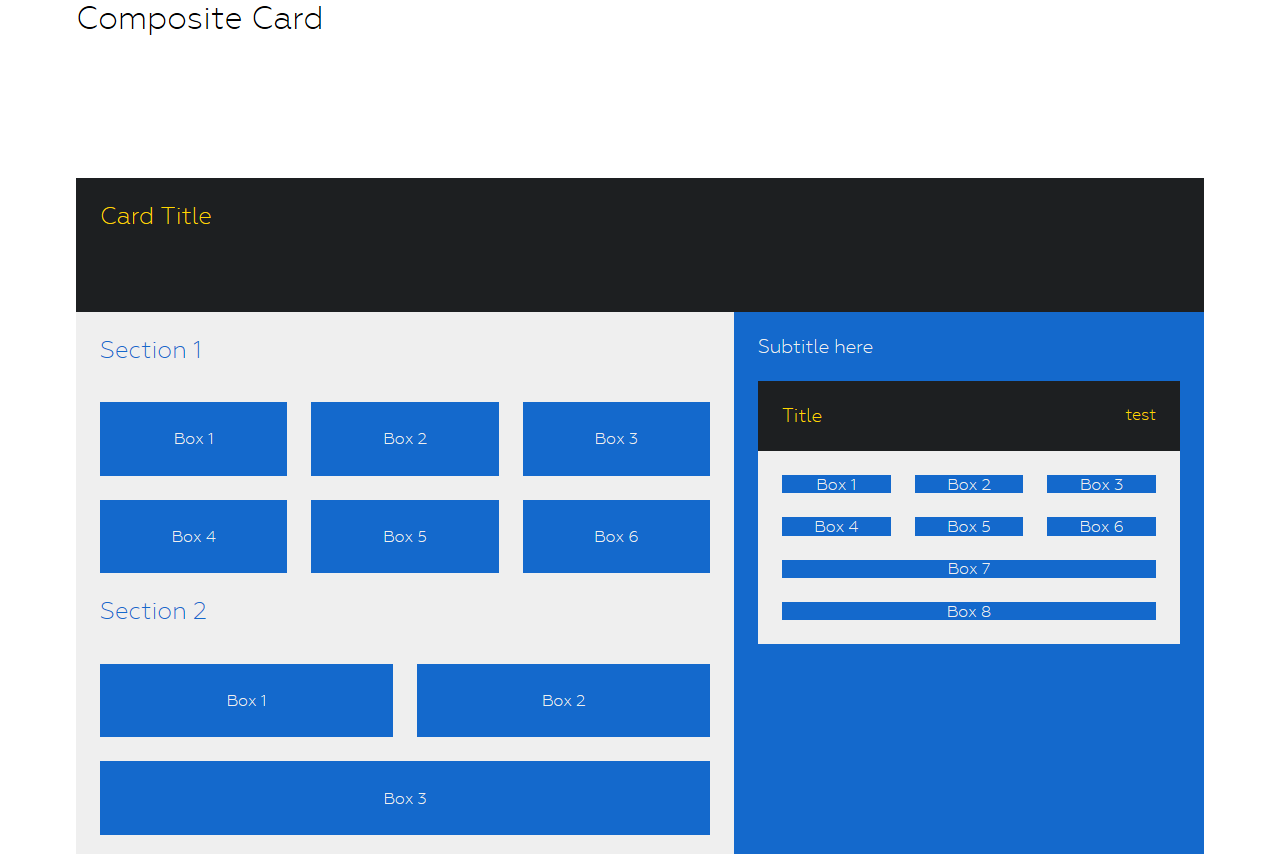 Composite Card
Card Title
Section 1
Box 1 Box 2 Box 3
Box 4 Box 5 Box 6
Section 2
Box 1 Box 2
Box 3
Subtitle here
Title test
Box 1 Box 2 Box 3
Box 4 Box 5 Box 6
Box 7
Box 8